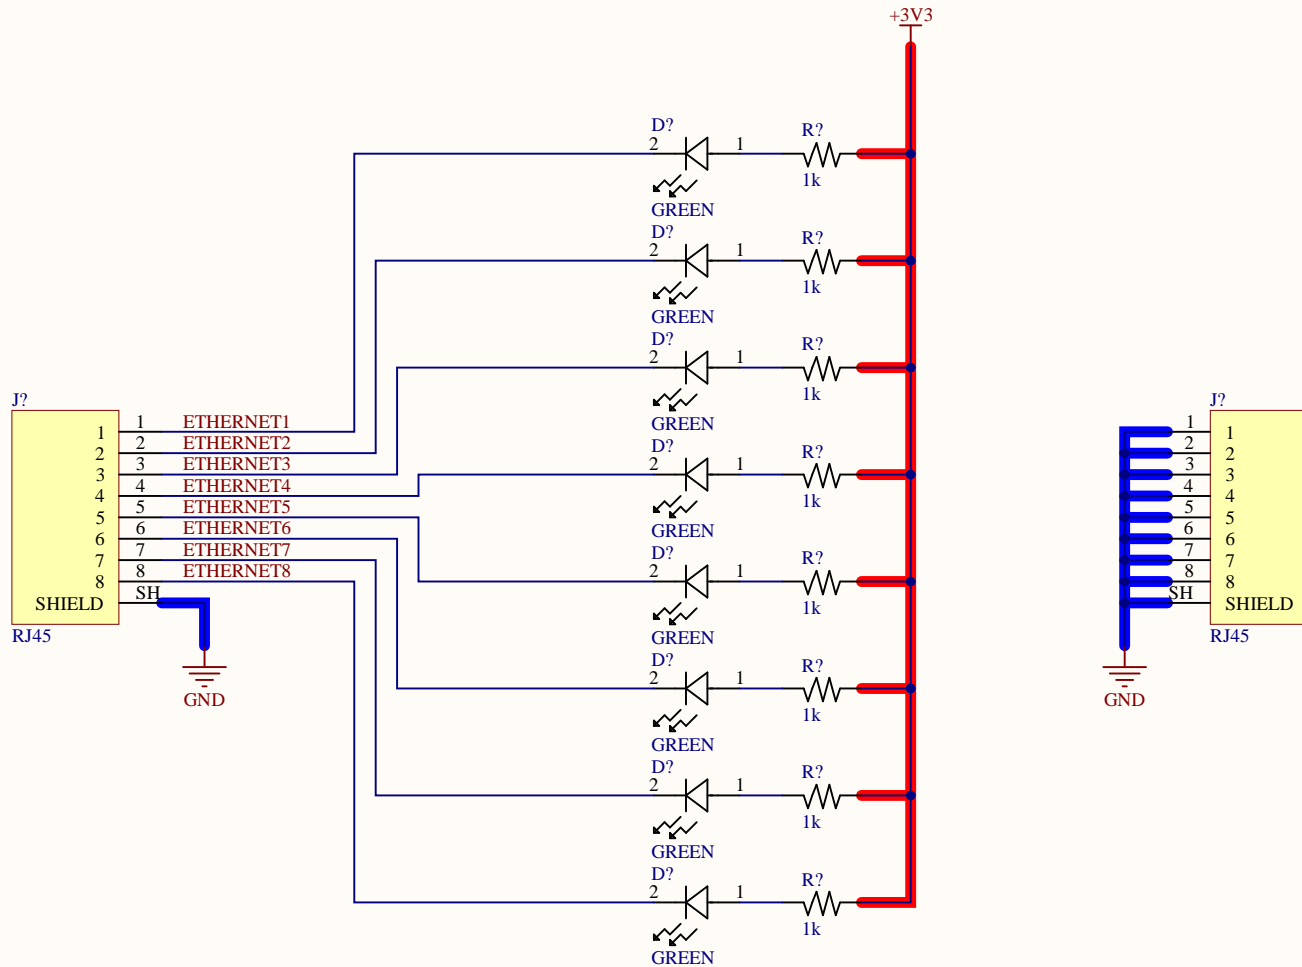 +3V3
D? R?
2 1
GREEN 1k
D? R?
2 1
GREEN 1k
D? R?
2 1
GREEN 1k
D? R?
2 1
GREEN 1k
D? R?
2 1
GREEN 1k
D? R?
2 1
GREEN 1k
D? R?
2 1
GREEN 1k
D? R?
2 1
GREEN 1k
J?
1 1 ETHERNET1
2 2 ETHERNET2
3 3 ETHERNET3
4 4 ETHERNET4
5 5 ETHERNET5
6 6 ETHERNET6
7 7 ETHERNET7
8 8 ETHERNET8
SHIELD SH
RJ45
GND
J?
1 1
2 2
3 3
4 4
5 5
6 6
7 7
8 8
SH SHIELD
RJ45
GND